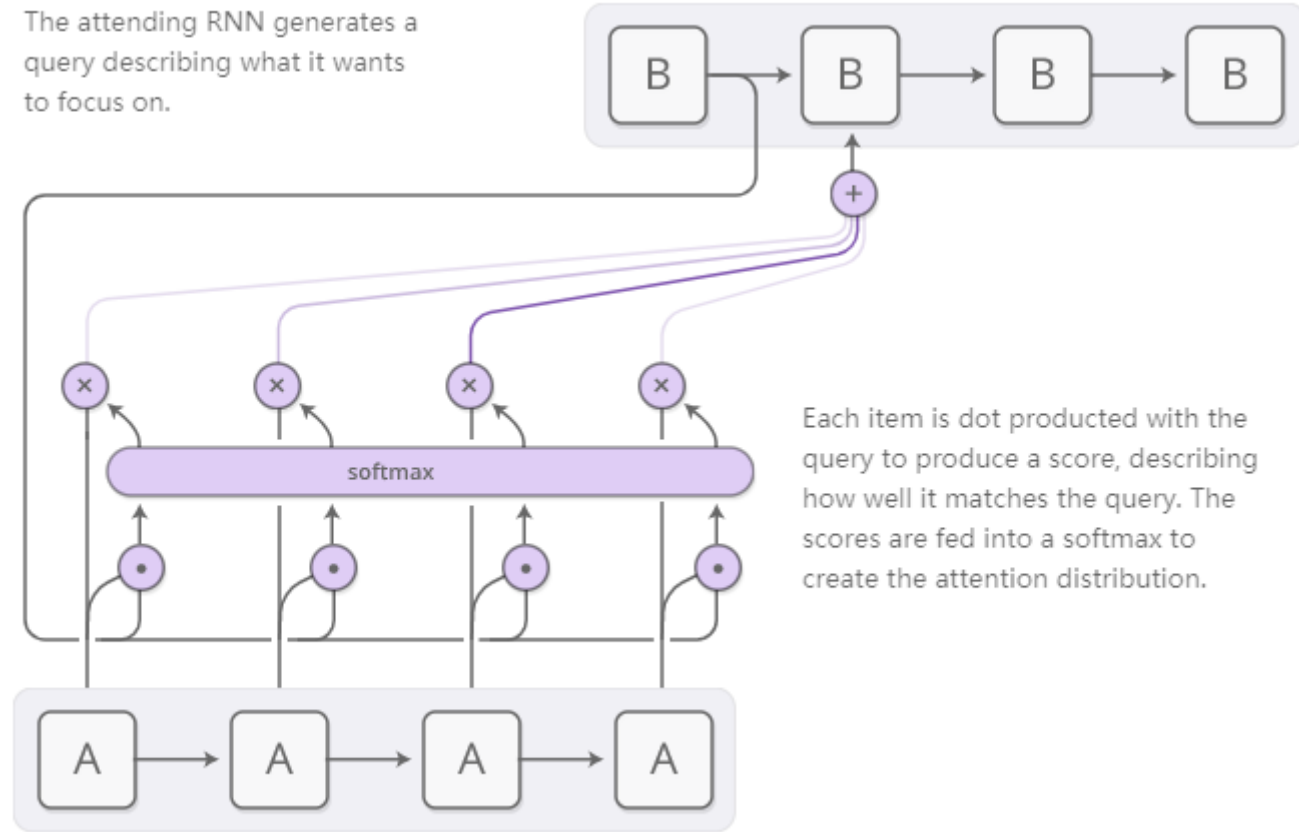 The attending RNN generates a
query describing what it wants
to focus on.
B B B B
+
× × × ×
softmax
Each item is dot producted with the
query to produce a score, describing
how well it matches the query. The
scores are fed into a softmax to
create the attention distribution.
• • • •
A A A A